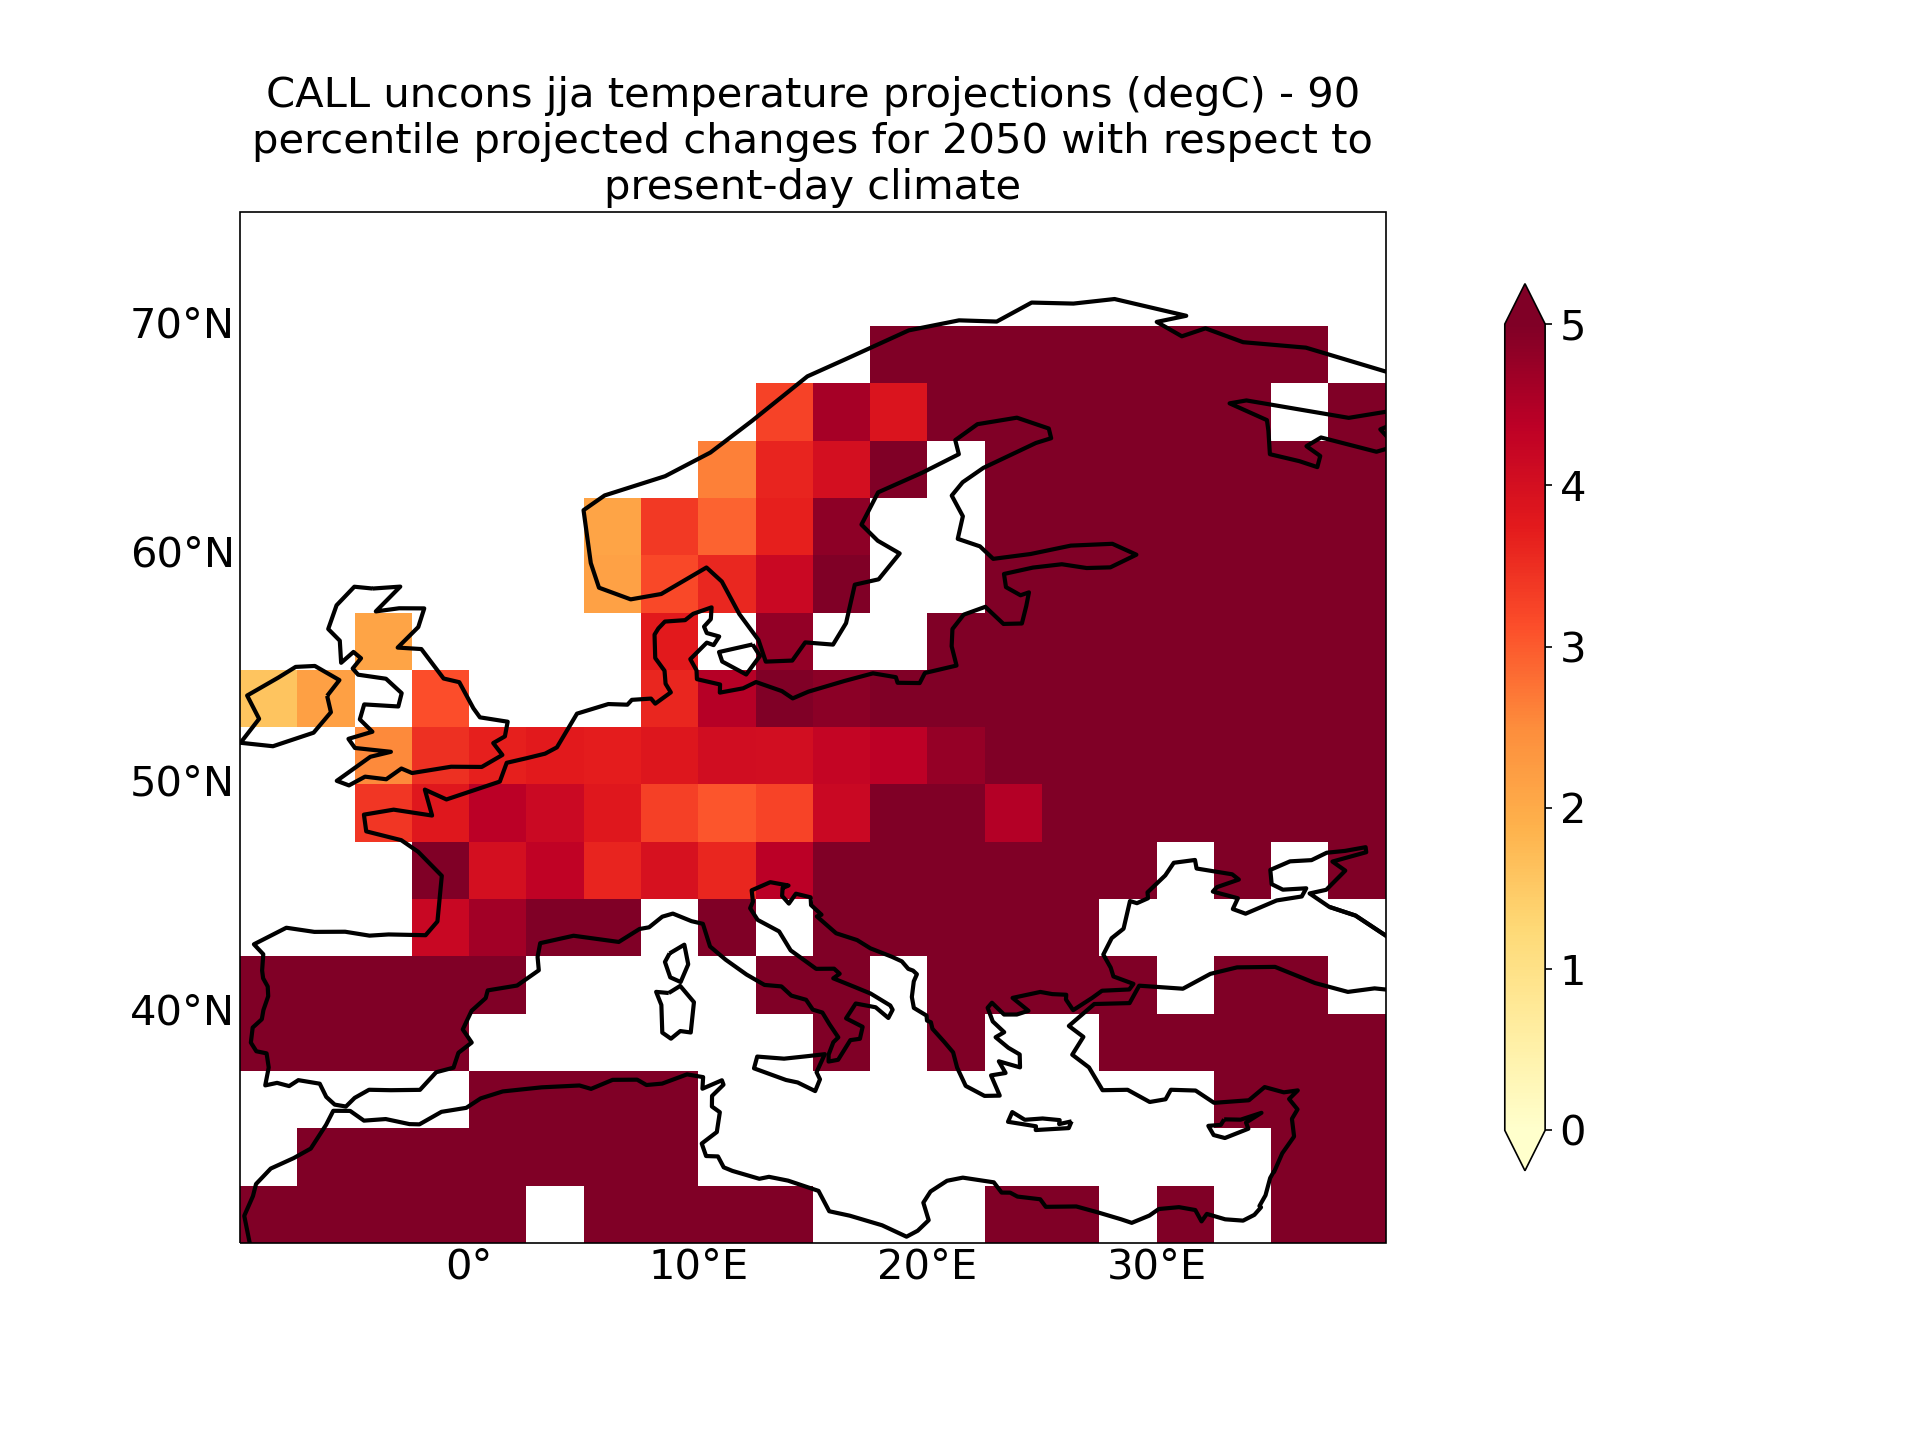 CALL uncons jja temperature projections (degC) - 90
percentile projected changes for 2050 with respect to
present-day climate
70°N
60°N
50°N
40°N
0°
10°E
20°E
30°E
5
4
3
2
1
0